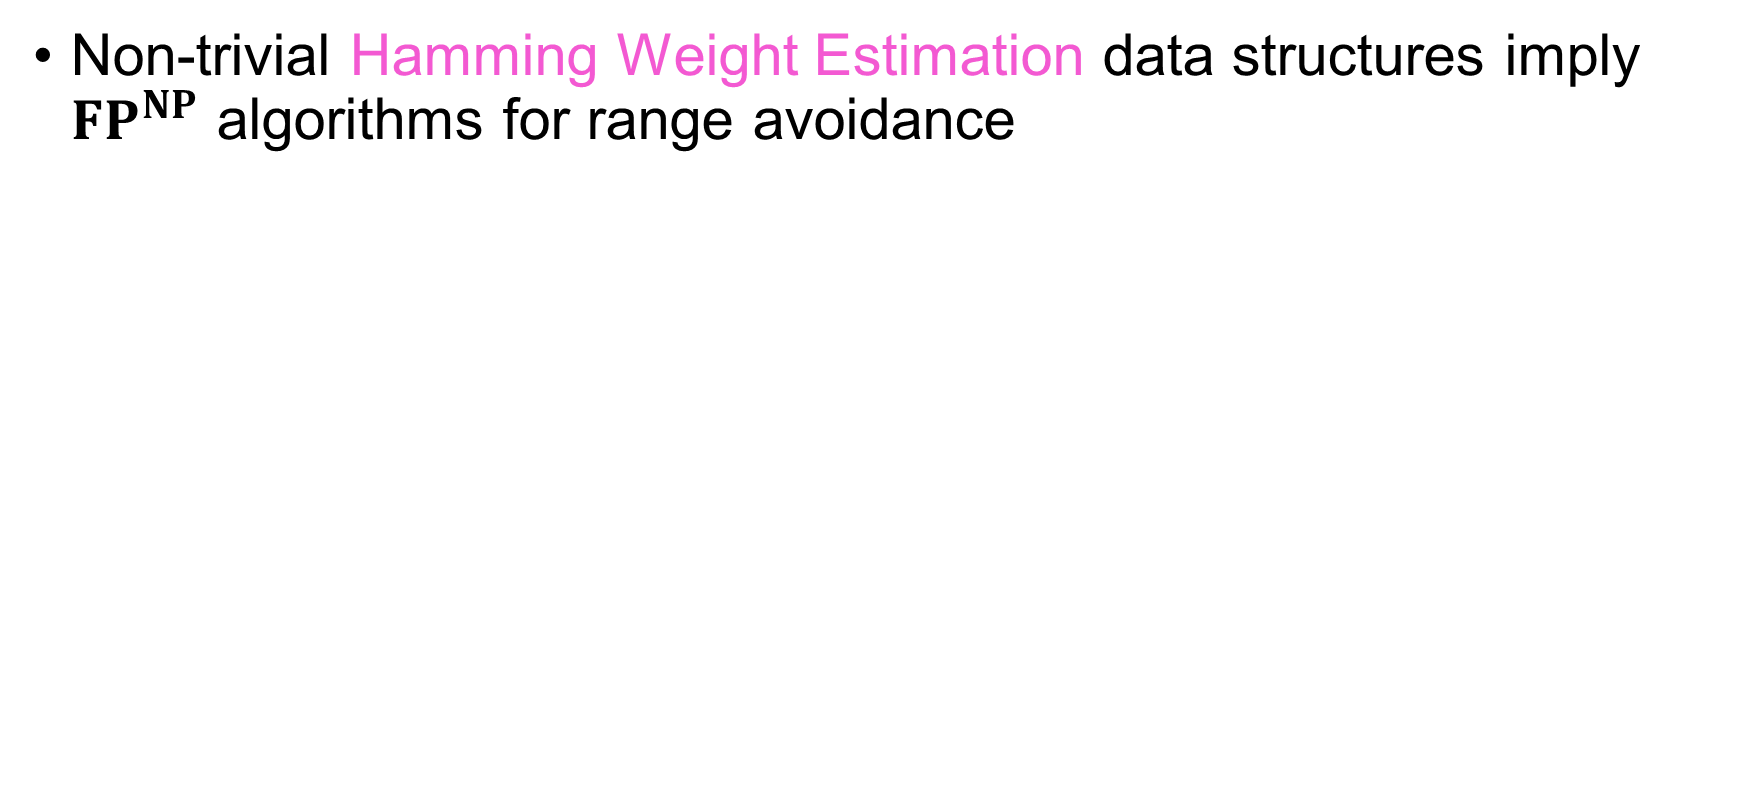 • Non-trivial Hamming Weight Estimation data structures imply
𝐅𝐏^𝐍𝐏 algorithms for range avoidance